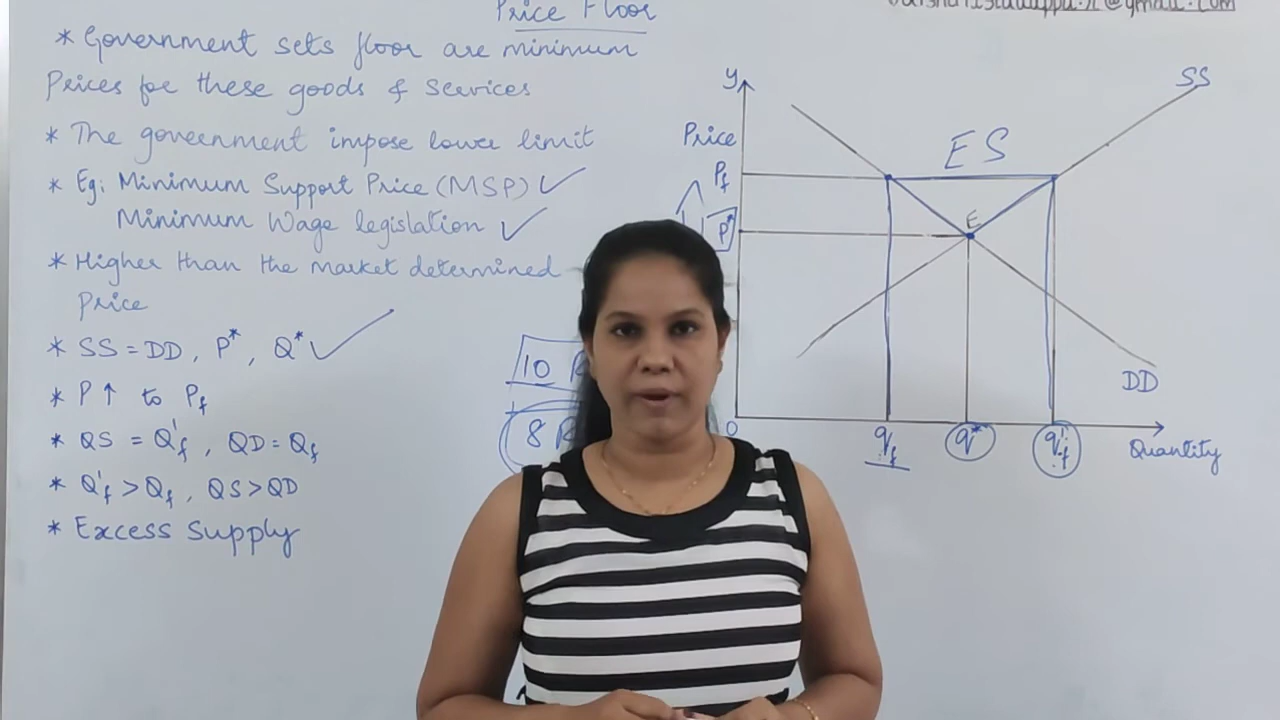 Price Floor
* Government sets floor are minimum
Prices for these goods & services
* The government impose lower limit
* Eg: Minimum Support Price (MSP) ✓
Minimum Wage legislation ✓
* Higher than the market determined
Price
* SS = DD, P*, Q* ✓
* P ↑ to Pf
* QS = Q'f, QD = Qf
* Q'f > Qf, QS > QD
* Excess Supply
10
8
y
SS
Price
ES
Pf
P*
E
DD
0
qf
q*
q'f
Quantity